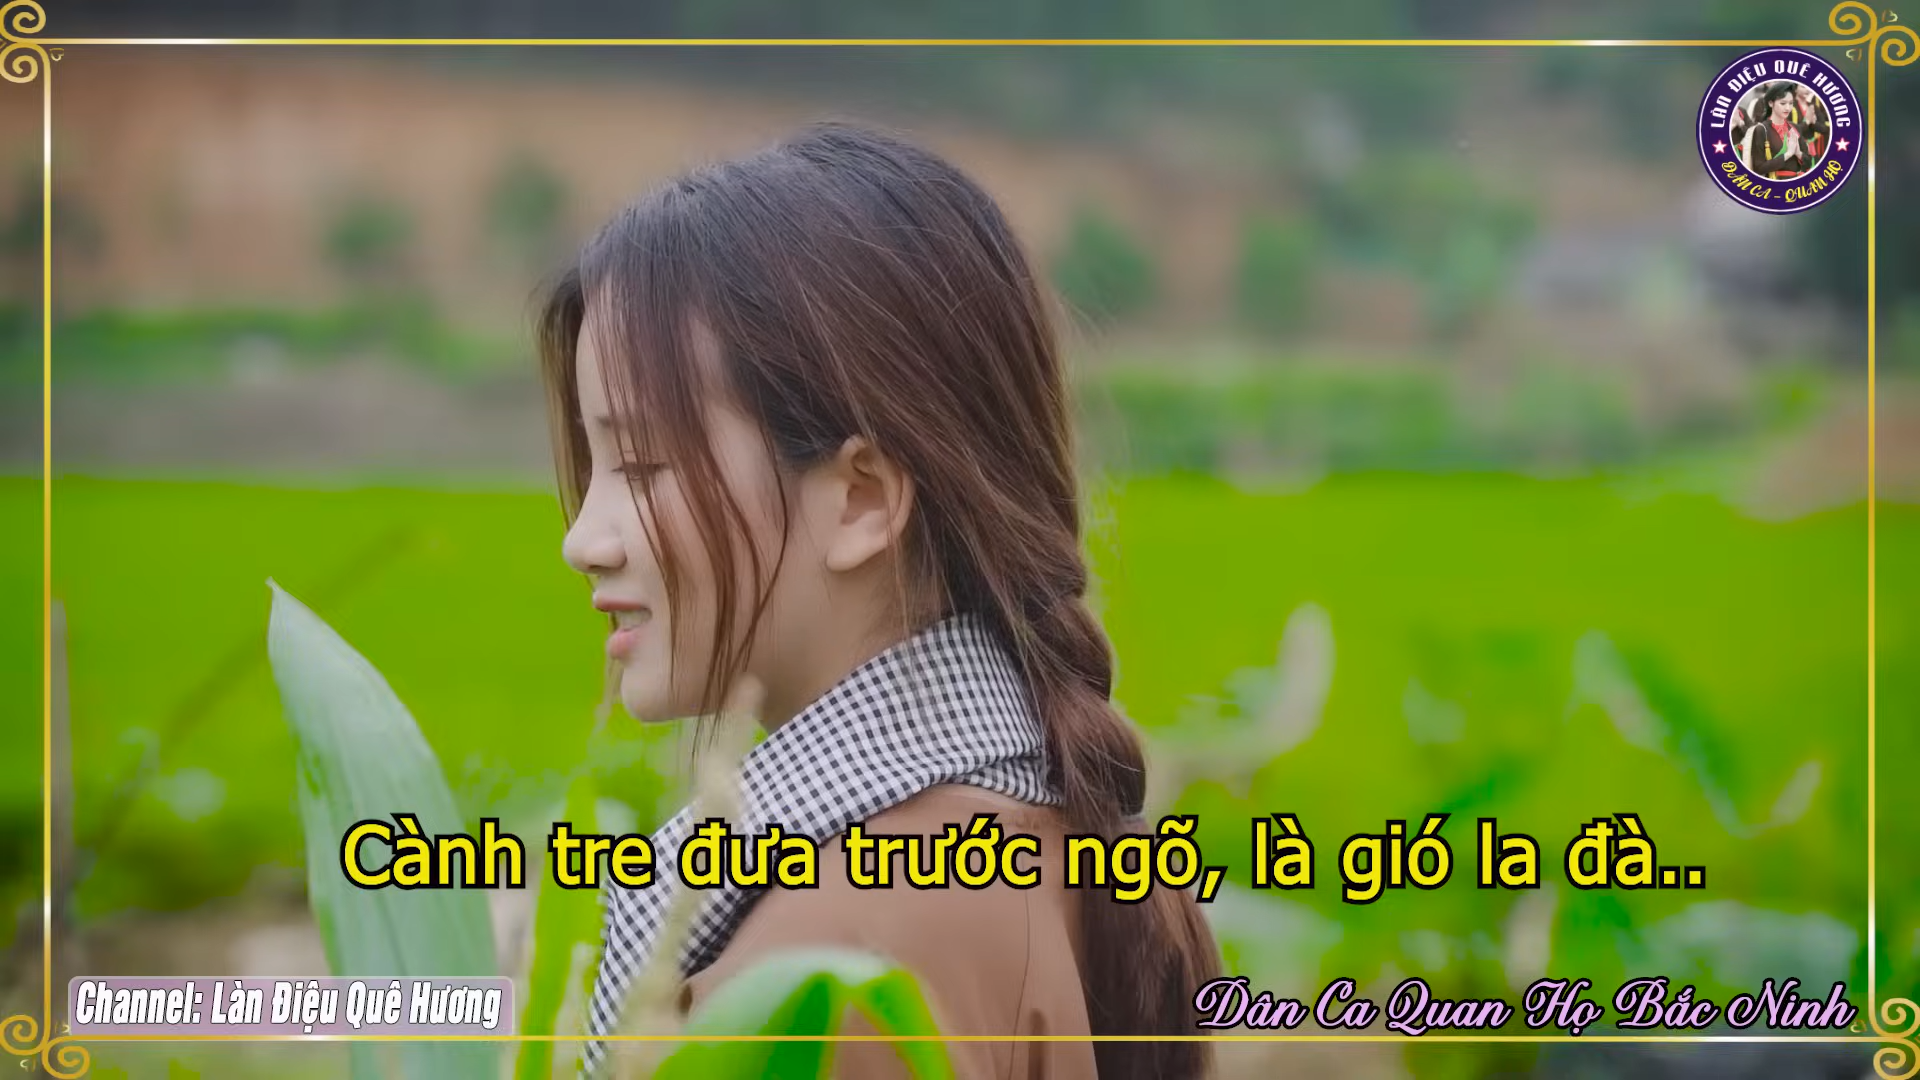 LÀN ĐIỆU QUÊ HƯƠNG
DÂN CA - QUAN HỌ
Cành tre đưa trước ngõ, là gió la đà..
Channel: Làn Điệu Quê Hương
Dân Ca Quan Họ Bắc Ninh